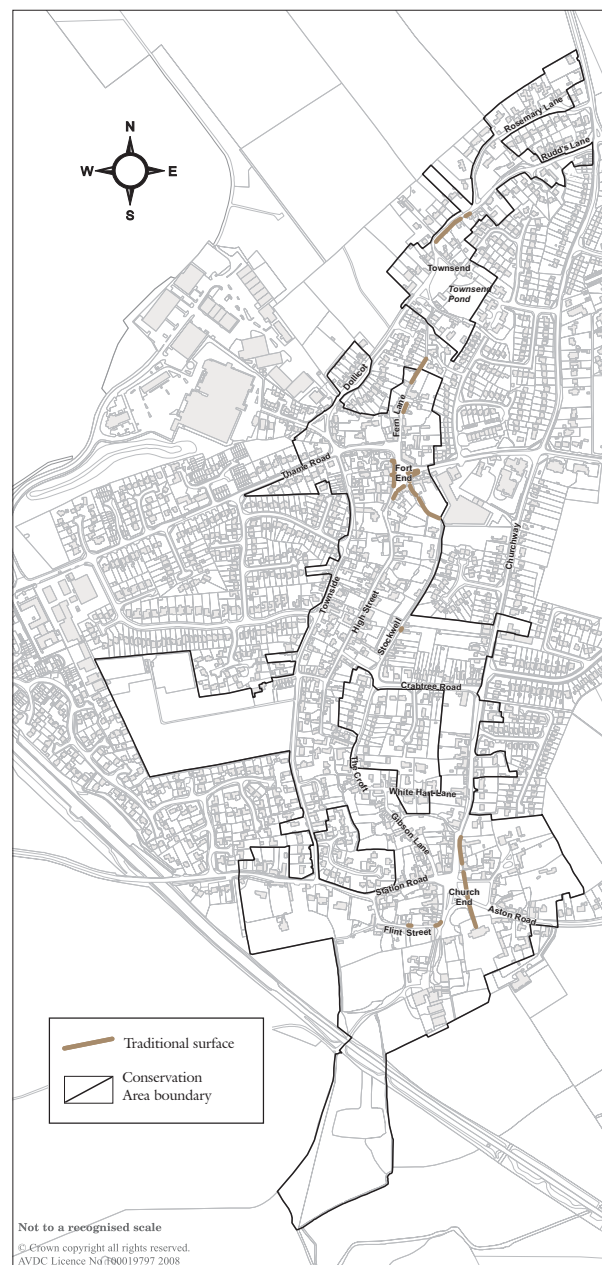 N
W E
S
Rosemary Lane
Rudd's Lane
Townsend
Townsend
Pond
Dollicot
Fern Lane
Thame Road
Fort
End
Churchway
Townside
High Street
Stockwell
Crabtree Road
The Croft
White Hart Lane
Gibson Lane
Station Road
Church
End
Aston Road
Flint Street
Traditional surface
Conservation
Area boundary
Not to a recognised scale
© Crown copyright all rights reserved.
AVDC Licence No 100019797 2008